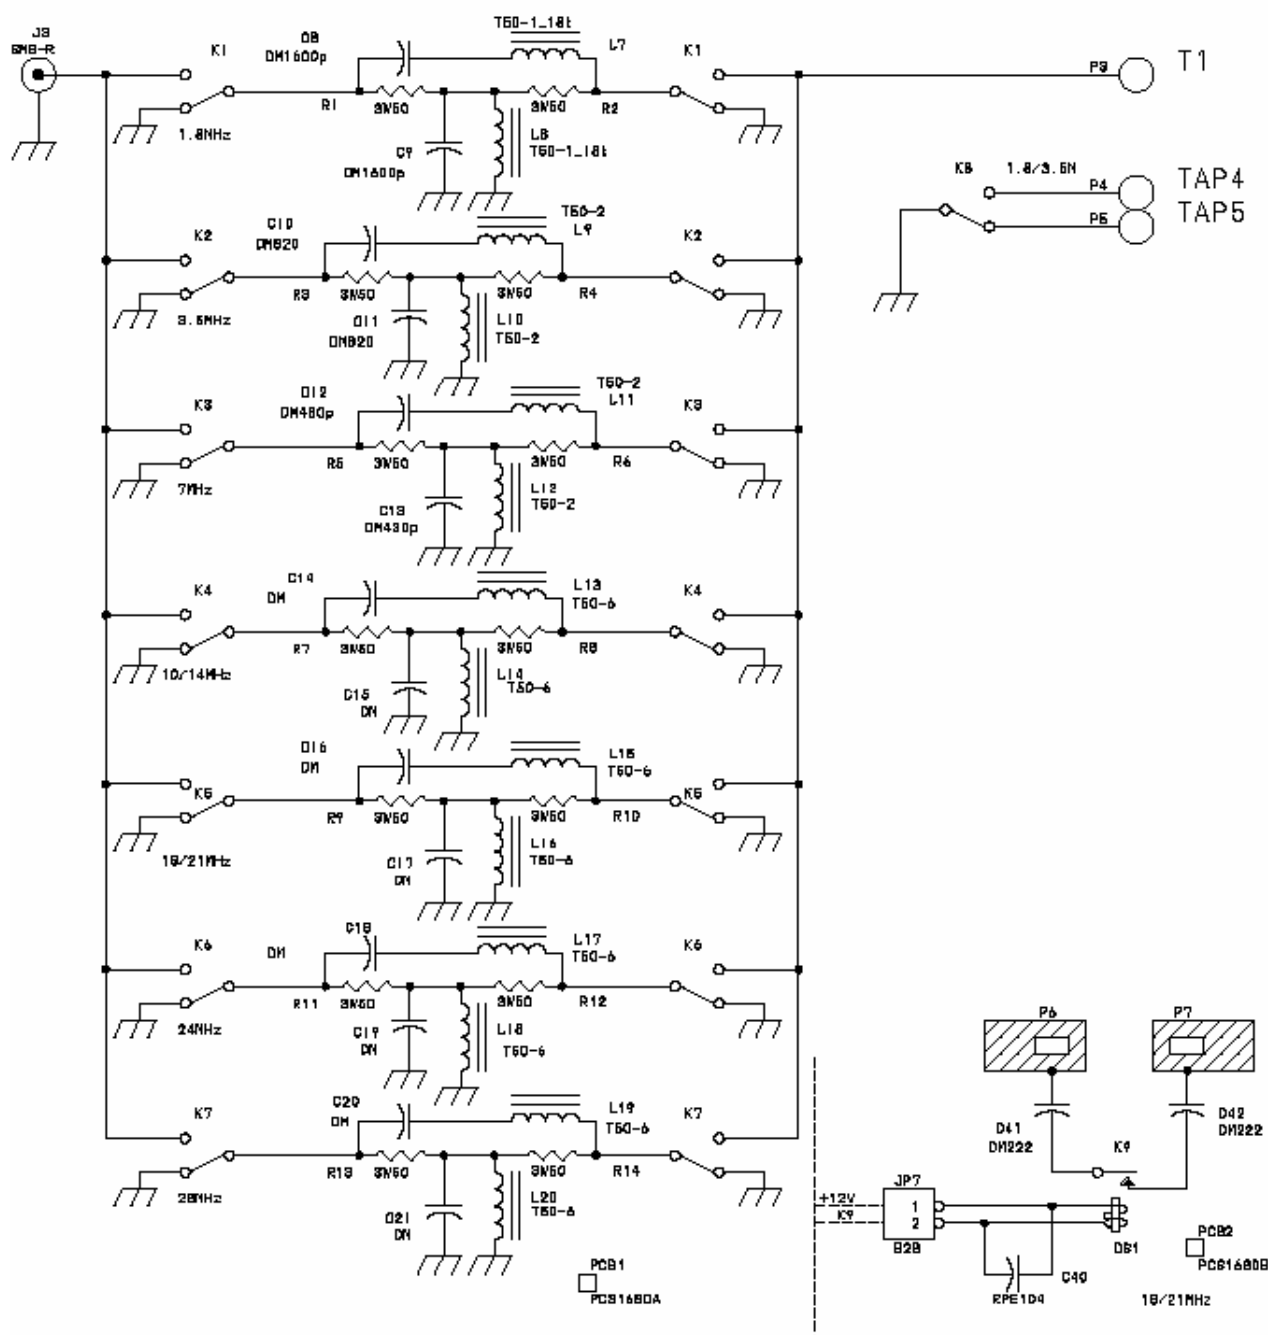 J3
SMB-R
K1
C8
DM1600p
T50-1_18t
L7
K1
P3
T1
R1
3W50
3W50
R2
1.8MHz
C9
DM1600p
L8
T50-1_18t
K8
1.8/3.5M
P4
TAP4
P5
TAP5
K2
C10
DM820
T50-2
L9
K2
R3
3W50
3W50
R4
3.5MHz
C11
DM820
L10
T50-2
K3
C12
DM430p
T50-2
L11
K3
R5
3W50
3W50
R6
7MHz
C13
DM430p
L12
T50-2
K4
C14
DM
L13
T50-6
K4
R7
3W50
3W50
R8
10/14MHz
C15
DM
L14
T50-6
K5
C16
DM
L15
T50-6
K5
R9
3W50
3W50
R10
18/21MHz
C17
DM
L16
T50-6
K6
DM
C18
L17
T50-6
K6
R11
3W50
3W50
R12
24MHz
C19
DM
L18
T50-6
P6
P7
K7
C20
DM
L19
T50-6
K7
C41
DM222
C42
DM222
K9
R13
3W50
3W50
R14
28MHz
C21
DM
L20
T50-6
JP7
+12V
1
K9
2
B2B
DS1
C40
RPE104
PCB1
PCS1680A
PCB2
PCS1680B
18/21MHz